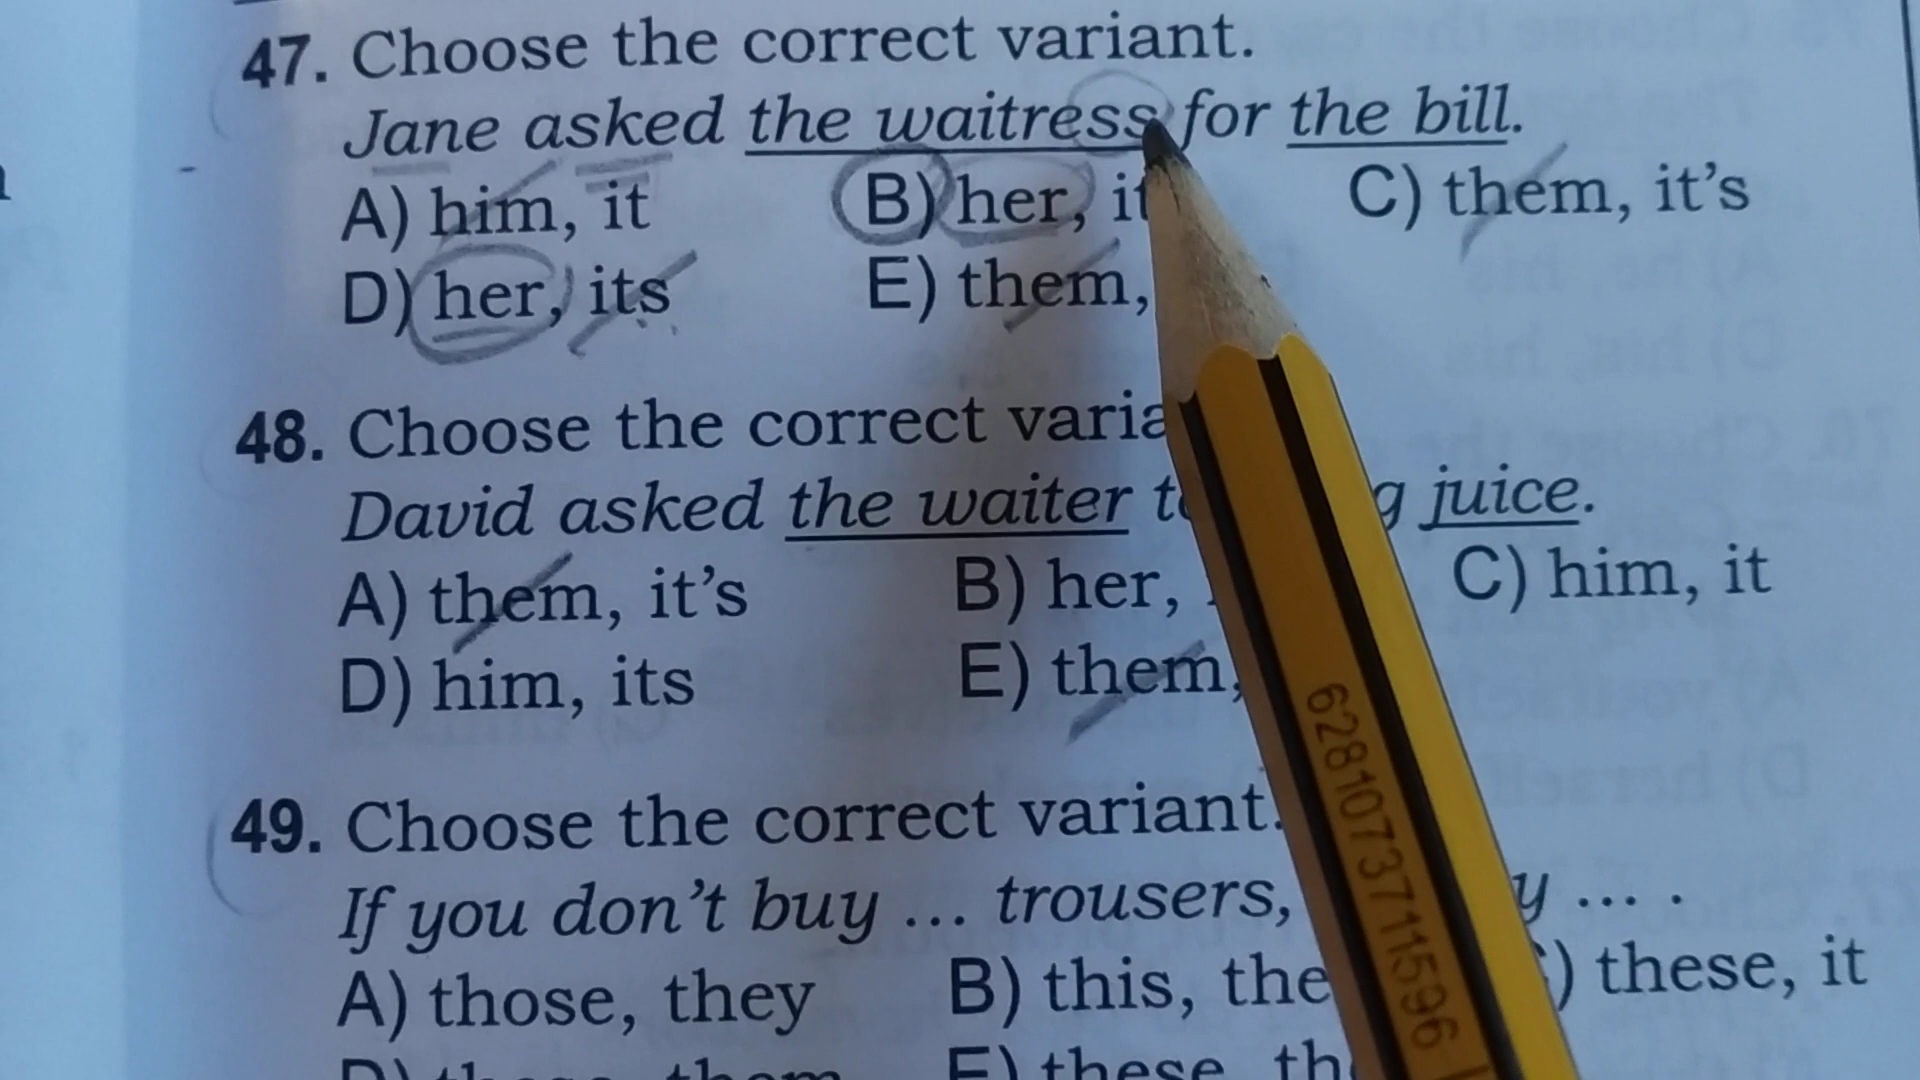 47. Choose the correct variant.
Jane asked the waitress for the bill.
A) him, it B) her, it C) them, it's
D) her, its E) them,
48. Choose the correct
David asked the waiter juice.
A) them, it's B) her, C) him, it
D) him, its E) them,
49. Choose the correct variant.
If you don't buy ... trousers, ... .
A) those, they B) this, C) these, it
E) these,
6281073711596